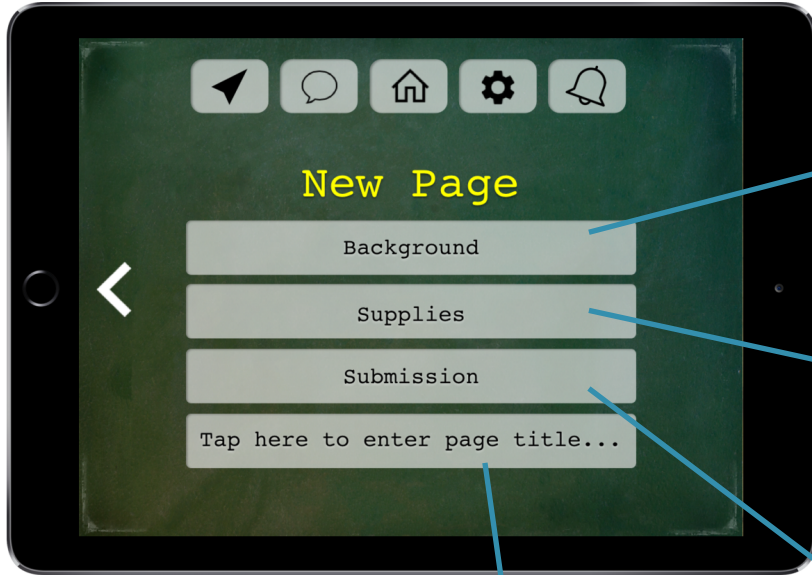 New Page
Background
Supplies
Submission
Tap here to enter page title...